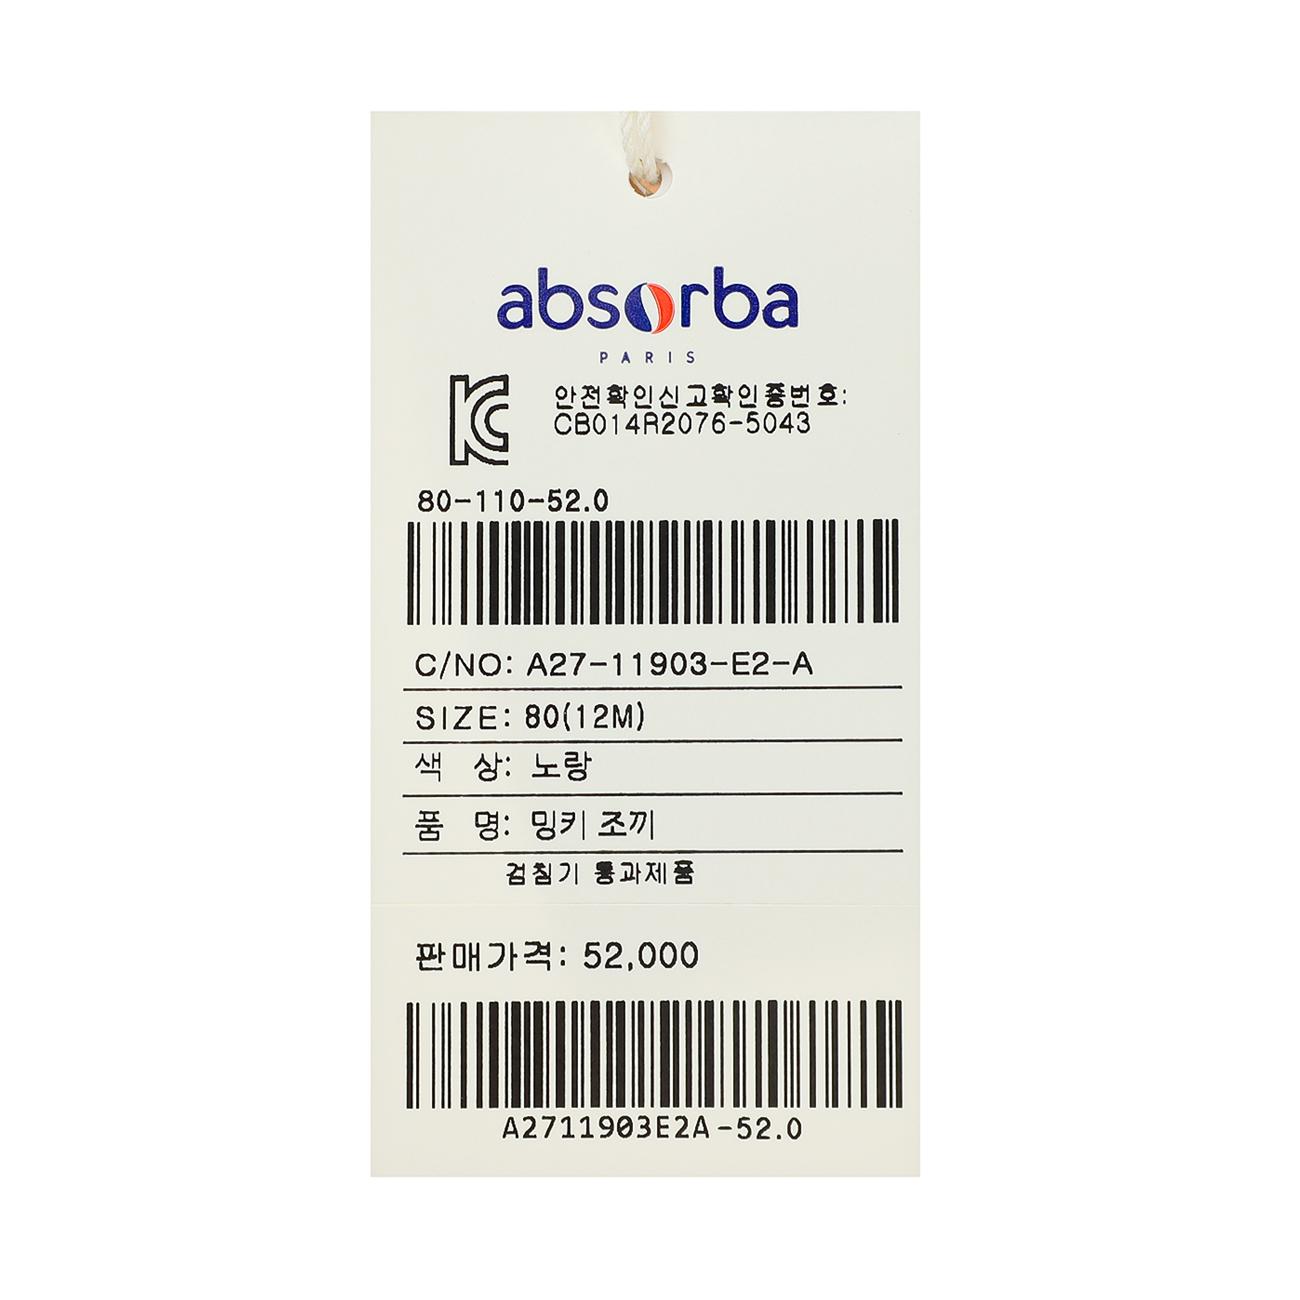 absorba
PARIS
안전확인신고확인증번호:
CB014R2076-5043
80-110-52.0
C/NO: A27-11903-E2-A
SIZE: 80(12M)
색 상: 노랑
품 명: 밍키 조끼
검침기 통과제품
판매가격: 52,000
A2711903E2A-52.0